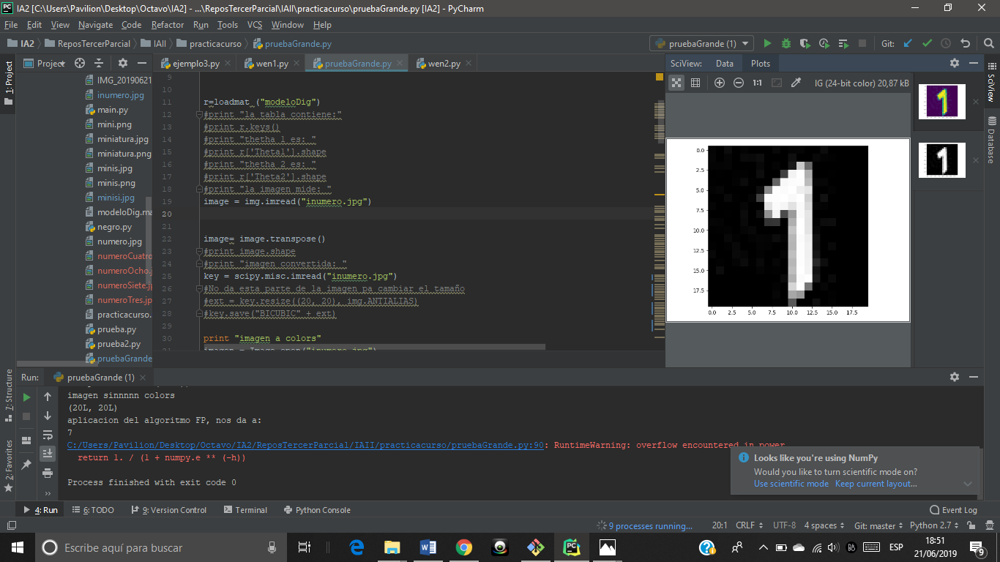 IA2 [C:\Users\Pavilion\Desktop\Octavo\IA2] - ...\ReposTercerParcial\IAII\practicacurso\pruebaGrande.py [IA2] - PyCharm
File Edit View Navigate Code Refactor Run Tools VCS Window Help
IA2 ReposTercerParcial IAII practicacurso pruebaGrande.py
pruebaGrande (1) Git:
1: Project
Project
ejemplo3.py wen1.py pruebaGrande.py wen2.py
SciView: Data Plots
1:1 IG (24-bit color) 20,87 kB
SciView
Database
IMG_20190621
inumero.jpg
main.py
mini.png
miniatura.jpg
miniatura.png
minis.jpg
minis.png
minisi.jpg
modeloDig.ma
negro.py
numero.jpg
numeroCuatro
numeroOcho.jp
numeroSiete.jp
numeroTres.jp
practicacurso.
prueba.py
prueba2.py
pruebaGrande
9
10
11 r=loadmat ("modeloDig")
12 #print "la tabla contiene:"
13 #print r.keys()
14 #print "thetha 1 es: "
15 #print r['Theta1'].shape
16 #print "thetha 2 es: "
17 #print r['Theta2'].shape
18 #print "la imagen mide: "
19 image = img.imread("inumero.jpg")
20
21
22 image= image.transpose()
23 #print image.shape
24 #print "imagen convertida: "
25 key = scipy.misc.imread("inumero.jpg")
26 #No da esta parte de la imagen pa cambiar el tamaño
27 #ext = key.resize((20, 20), img.ANTIALIAS)
28 #key.save("BICUBIC" + ext)
29
30 print "imagen a colors"
imagen = Image.open("inumero.jpg")
0.0
2.5
5.0
7.5
10.0
12.5
15.0
17.5
0.0 2.5 5.0 7.5 10.0 12.5 15.0 17.5
Run: pruebaGrande (1)
imagen sinnnnn colors
(20L, 20L)
aplicacion del algoritmo FP, nos da a:
7
C:/Users/Pavilion/Desktop/Octavo/IA2/ReposTercerParcial/IAII/practicacurso/pruebaGrande.py:90: RuntimeWarning: overflow encountered in power
return 1. / (1 + numpy.e ** (-h))
Process finished with exit code 0
7: Structure
2: Favorites
Looks like you're using NumPy
Would you like to turn scientific mode on?
Use scientific mode Keep current layout...
4: Run 6: TODO 9: Version Control Terminal Python Console Event Log
9 processes running... 20:1 CRLF UTF-8 4 spaces Git: master Python 2.7
Escribe aquí para buscar
ESP
18:51
21/06/2019
9